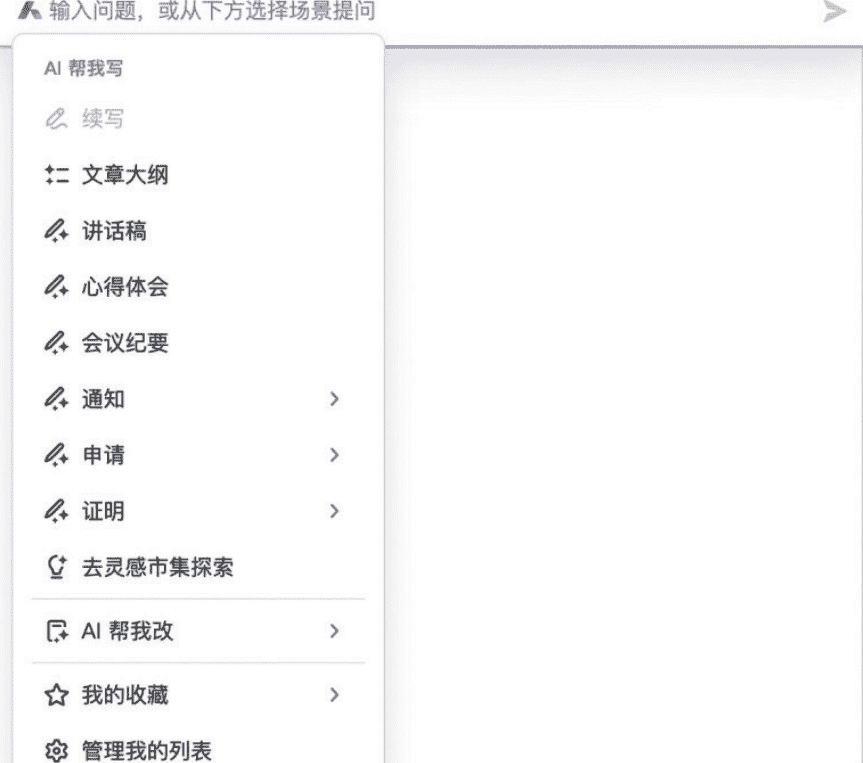 输入问题，或从下方选择场景提问
AI 帮我写
续写
文章大纲
讲话稿
心得体会
会议纪要
通知
申请
证明
去灵感市集探索
AI 帮我改
我的收藏
管理我的列表